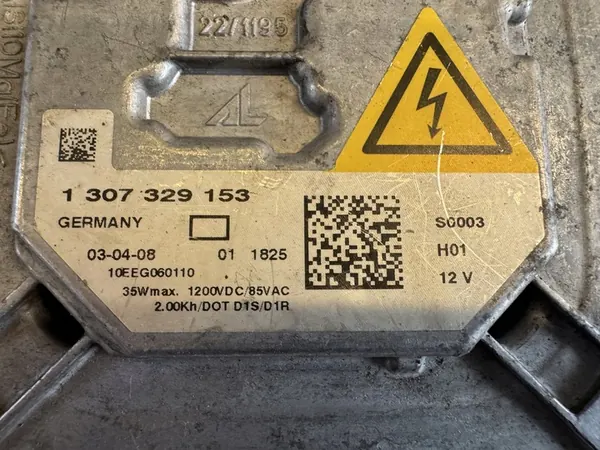 22/1195
AL
1 307 329 153
GERMANY
03-04-08 01 1825
10EEG060110
35Wmax. 1200VDC/85VAC
2.00Kh/DOT D1S/D1R
S0003
H01
12 V